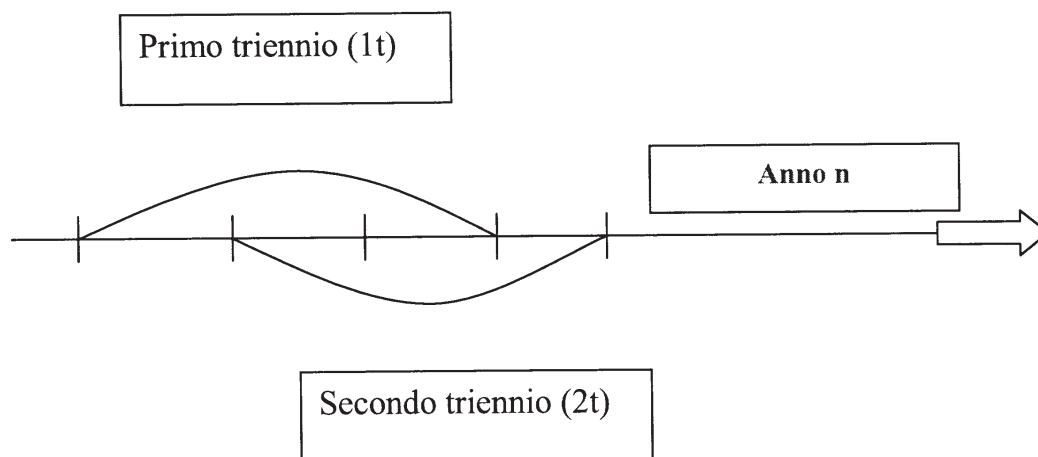 Primo triennio (1t)
Anno n
Secondo triennio (2t)